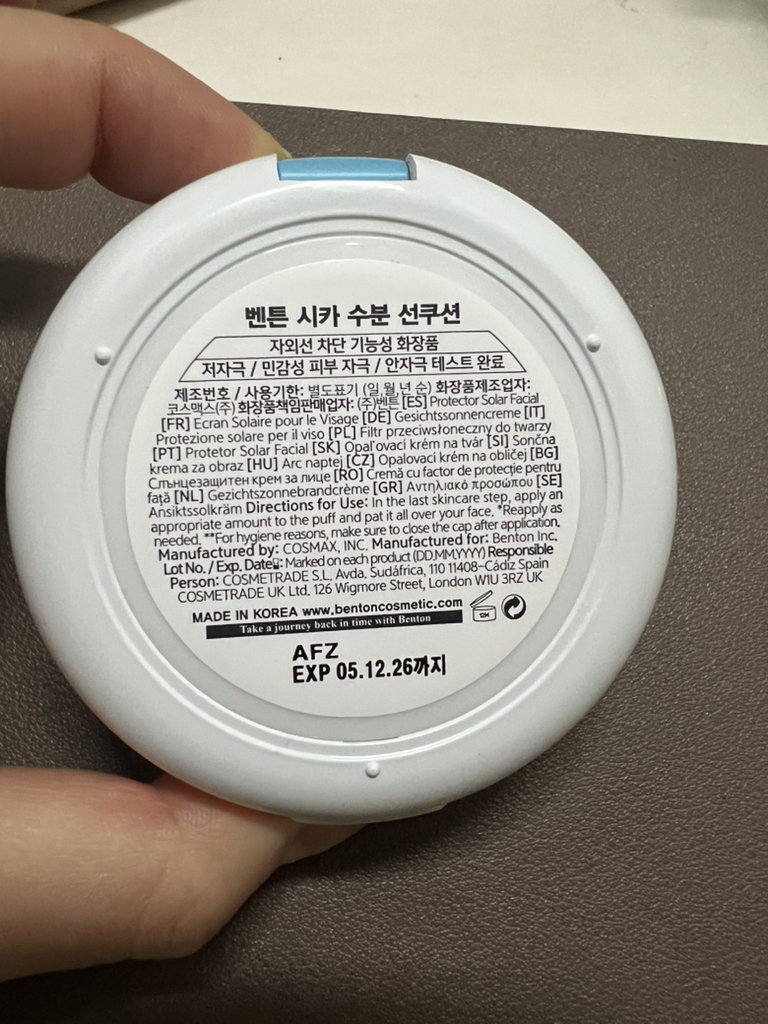 벤튼 시카 수분 선쿠션
자외선 차단 기능성 화장품
저자극 / 민감성 피부 자극 / 안자극 테스트 완료
제조번호 / 사용기한: 별도표기 (일,월,년 순) 화장품제조업자:
코스맥스(주) 화장품책임판매업자: (주)벤튼 [ES] Protector Solar Facial
[FR] Ecran Solaire pour le Visage [DE] Gesichtssonnencreme [IT]
Protezione solare per il viso [PL] Filtr przeciwsłoneczny do twarzy
[PT] Protetor Solar Facial [SK] Opaľovací krém na tvár [SI] Sončna
krema za obraz [HU] Arc naptej [CZ] Opalovací krém na obličej [BG]
Слънцезащитен крем за лице [RO] Cremă cu factor de protecție pentru
față [NL] Gezichtszonnebrandcrème [GR] Αντηλιακό προσώπου [SE]
Ansiktssolkräm Directions for Use: In the last skincare step, apply an
appropriate amount to the puff and pat it all over your face. *Reapply as
needed. **For hygiene reasons, make sure to close the cap after application.
Manufactured by: COSMAX, INC. Manufactured for: Benton Inc.
Lot No. / Exp. Date: Marked on each product (DD,MM,YYYY) Responsible
Person: COSMETRADE S.L, Avda, Sudáfrica, 110 11408-Cádiz Spain
COSMETRADE UK Ltd. 126 Wigmore Street, London W1U 3RZ UK
MADE IN KOREA www.bentoncosmetic.com
12M
Take a journey back in time with Benton
AFZ
EXP 05.12.26까지